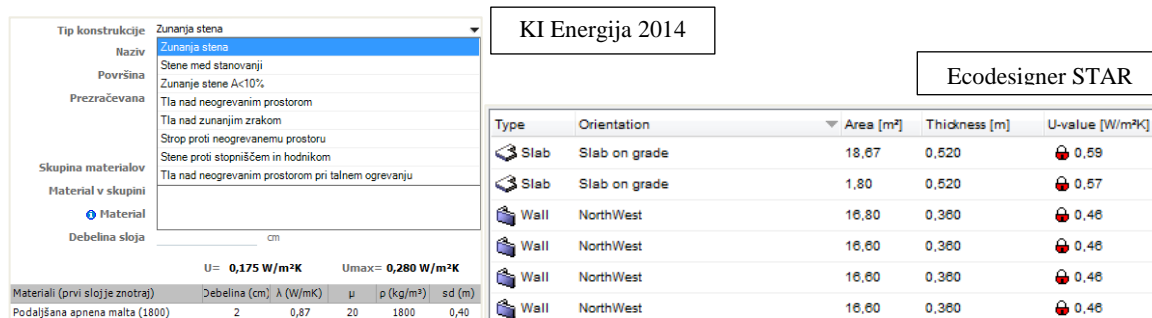 KI Energija 2014
Ecodesigner STAR
Tip konstrukcije Zunanja stena
Naziv
Površina
Prezračevana
Zunanja stena
Stene med stanovanji
Zunanje stene A<10%
Tla nad neogrevanim prostorom
Tla nad zunanjim zrakom
Strop proti neogrevanemu prostoru
Stene proti stopniščem in hodnikom
Tla nad neogrevanim prostorom pri talnem ogrevanju
Skupina materialov
Material v skupini
Material
Debelina sloja cm
U= 0,175 W/m²K Umax= 0,280 W/m²K
Materiali (prvi sloj je znotraj) Debelina (cm) λ (W/mK) μ ρ (kg/m³) sd (m)
Podaljšana apnena malta (1800) 2 0,87 20 1800 0,40
Type Orientation Area [m²] Thickness [m] U-value [W/m²K]
Slab Slab on grade 18,67 0,520 0,59
Slab Slab on grade 1,80 0,520 0,57
Wall NorthWest 16,80 0,360 0,46
Wall NorthWest 16,60 0,360 0,46
Wall NorthWest 16,60 0,360 0,46
Wall NorthWest 16,60 0,360 0,46